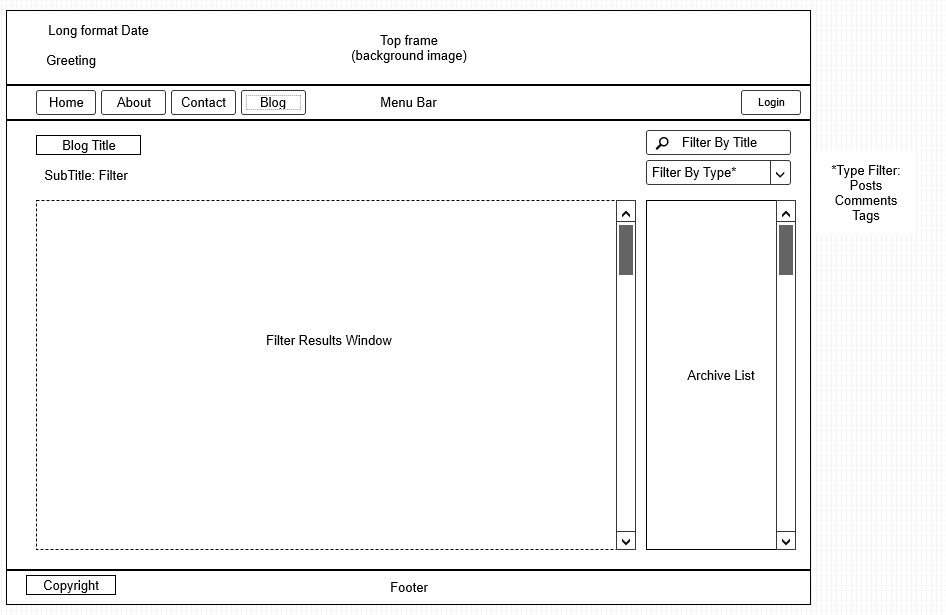 Long format Date
Greeting
Top frame
(background image)
Home
About
Contact
Blog
Menu Bar
Login
Blog Title
SubTitle: Filter
Filter By Title
Filter By Type*
*Type Filter:
Posts
Comments
Tags
Filter Results Window
Archive List
Copyright
Footer